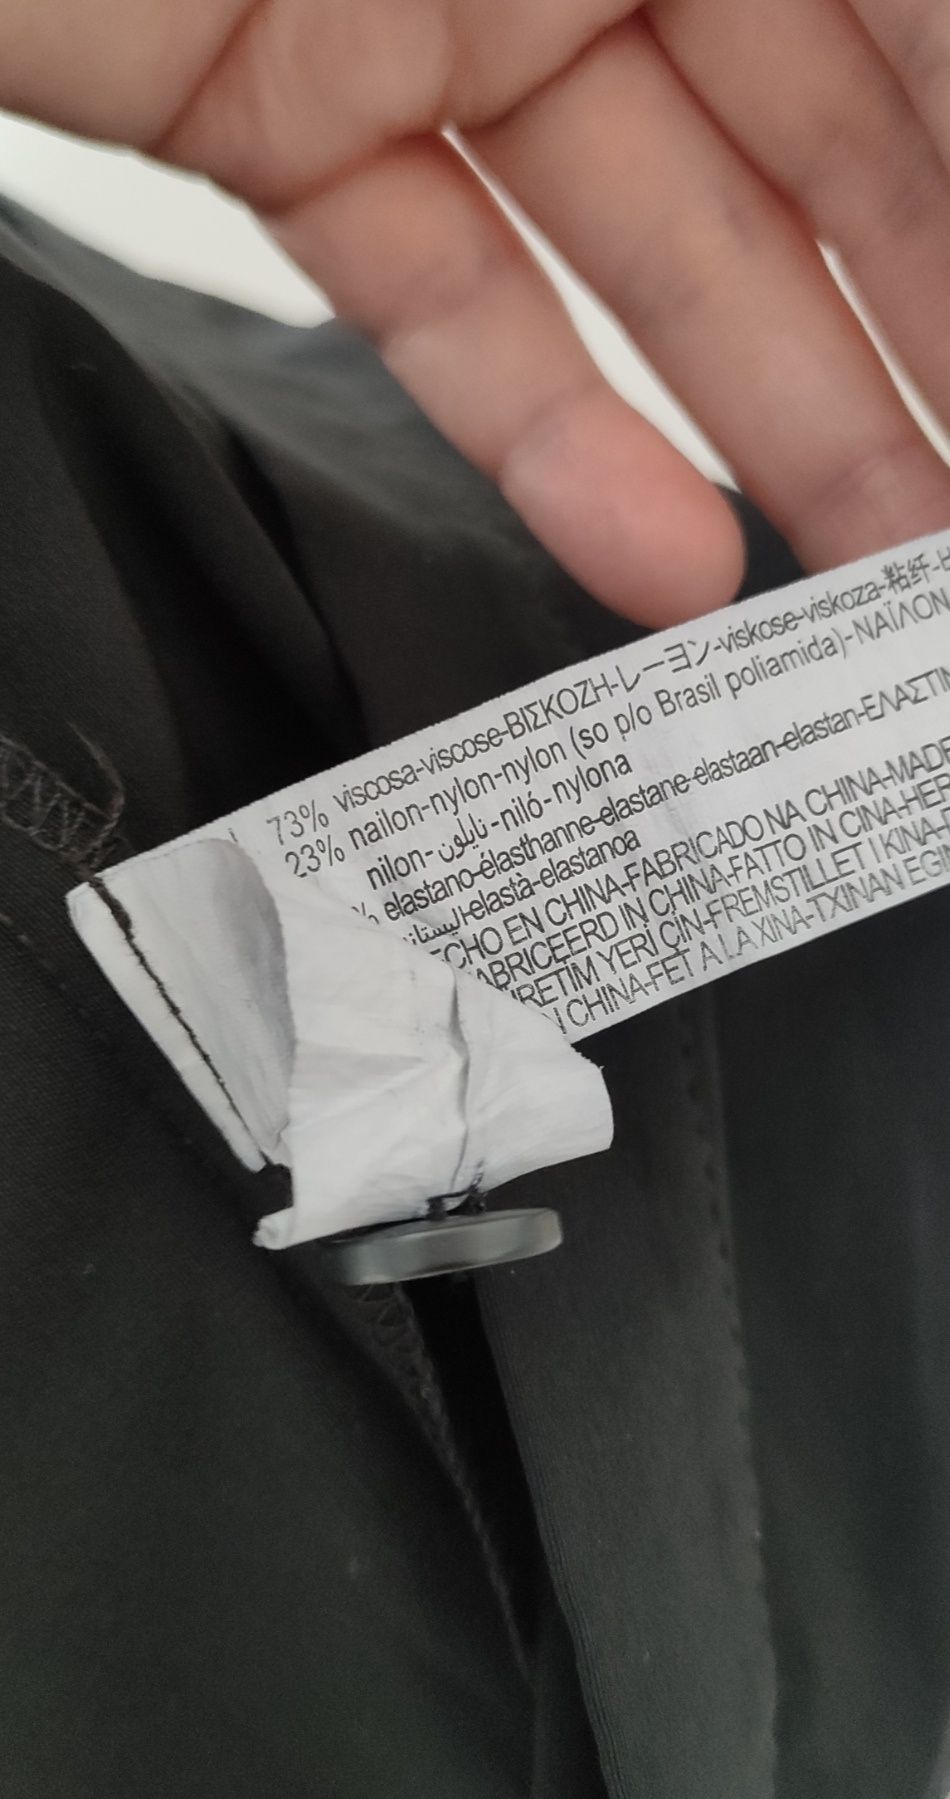 73% viscosa-viscose-ΒΙΣΚΟΖΗ-レーヨン-viskose-viskoza-粘纤-
23% nailon-nylon-nylon (so p/o Brasil poliamida)-ΝΑΪΛΟΝ-
nilon-نايلون-niló-nylona
% elastano-élasthanne-elastane-elastaan-elastan-ΕΛΑΣΤΙΝ
-elastà-elastanoa
ECHO EN CHINA-FABRICADO NA CHINA-MADE
ABRICEERD IN CHINA-FATTO IN CINA-HER
ÜRETİM YERİ ÇİN-FREMSTILLET I KINA-
N CHINA-FET A LA XINA-TXINAN EGIN